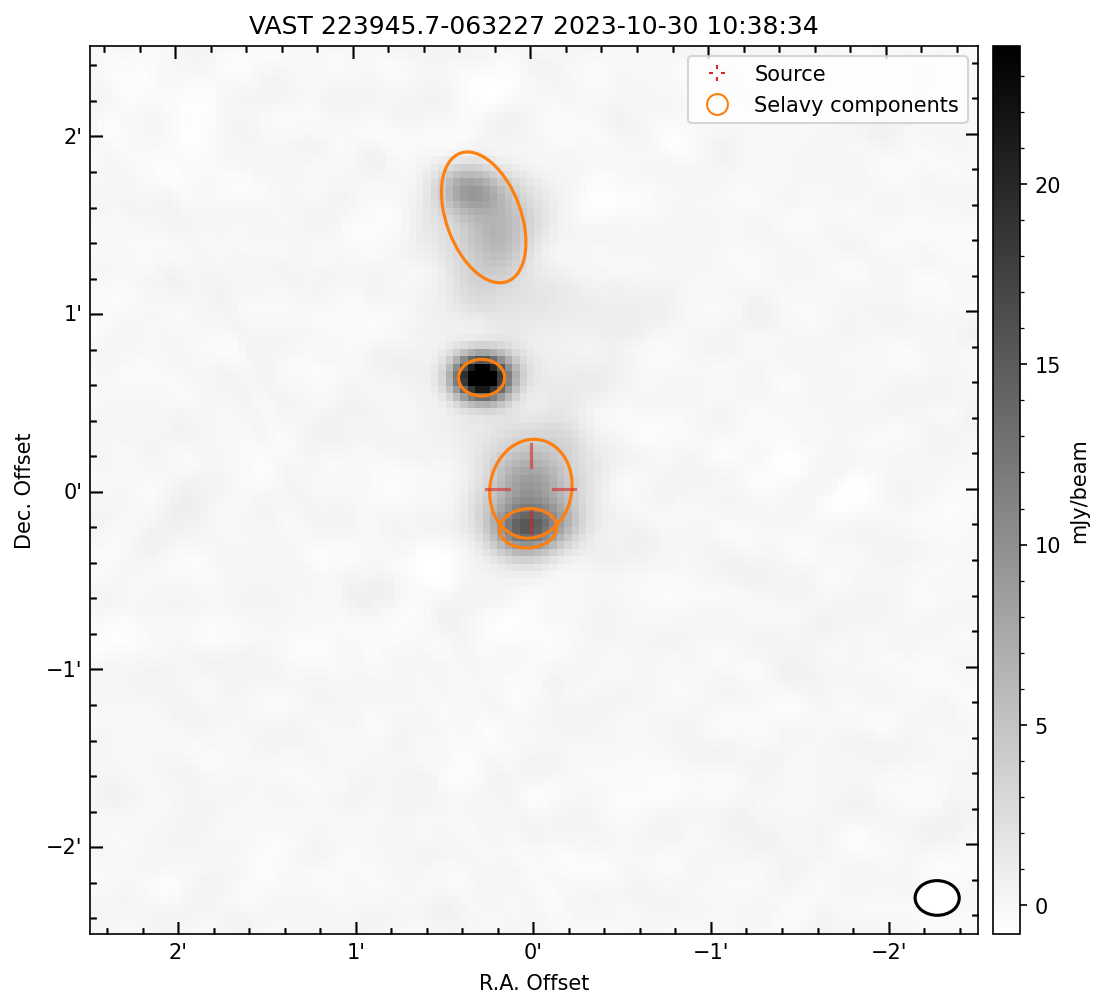 VAST 223945.7-063227 2023-10-30 10:38:34
Source
Selavy components
2'
1'
0'
−1'
−2'
Dec. Offset
2'
1'
0'
−1'
−2'
R.A. Offset
20
15
10
5
0
mJy/beam